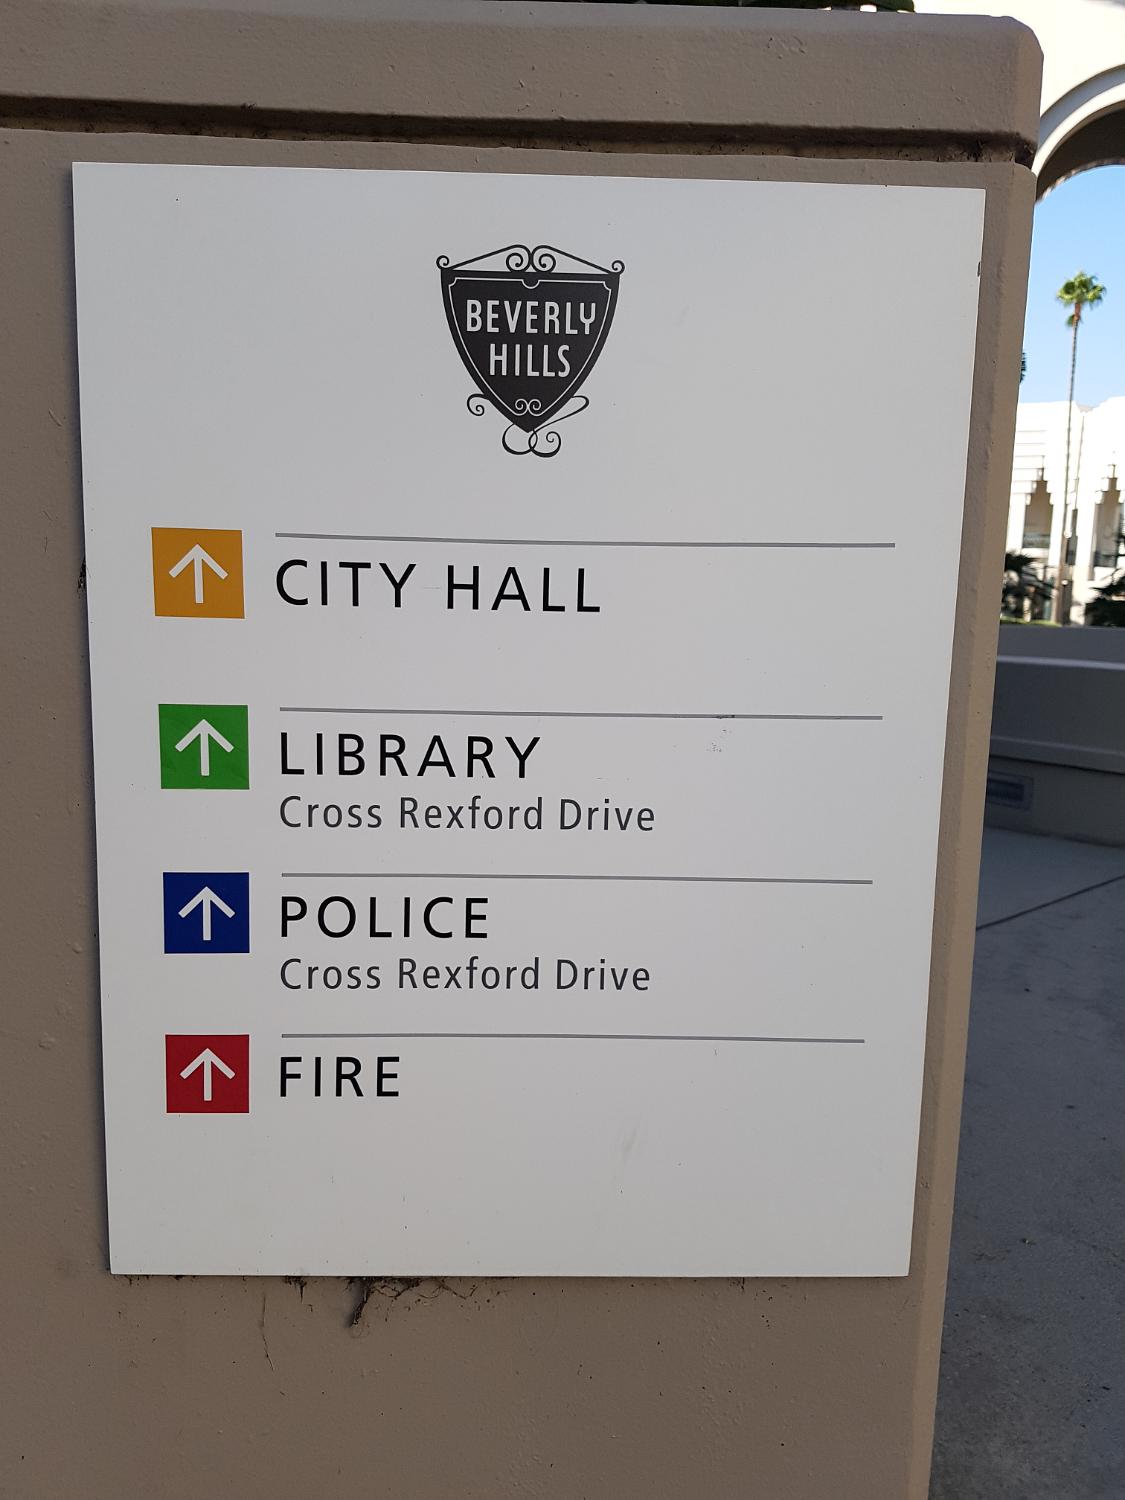 BEVERLY
HILLS
CITY HALL
LIBRARY
Cross Rexford Drive
POLICE
Cross Rexford Drive
FIRE